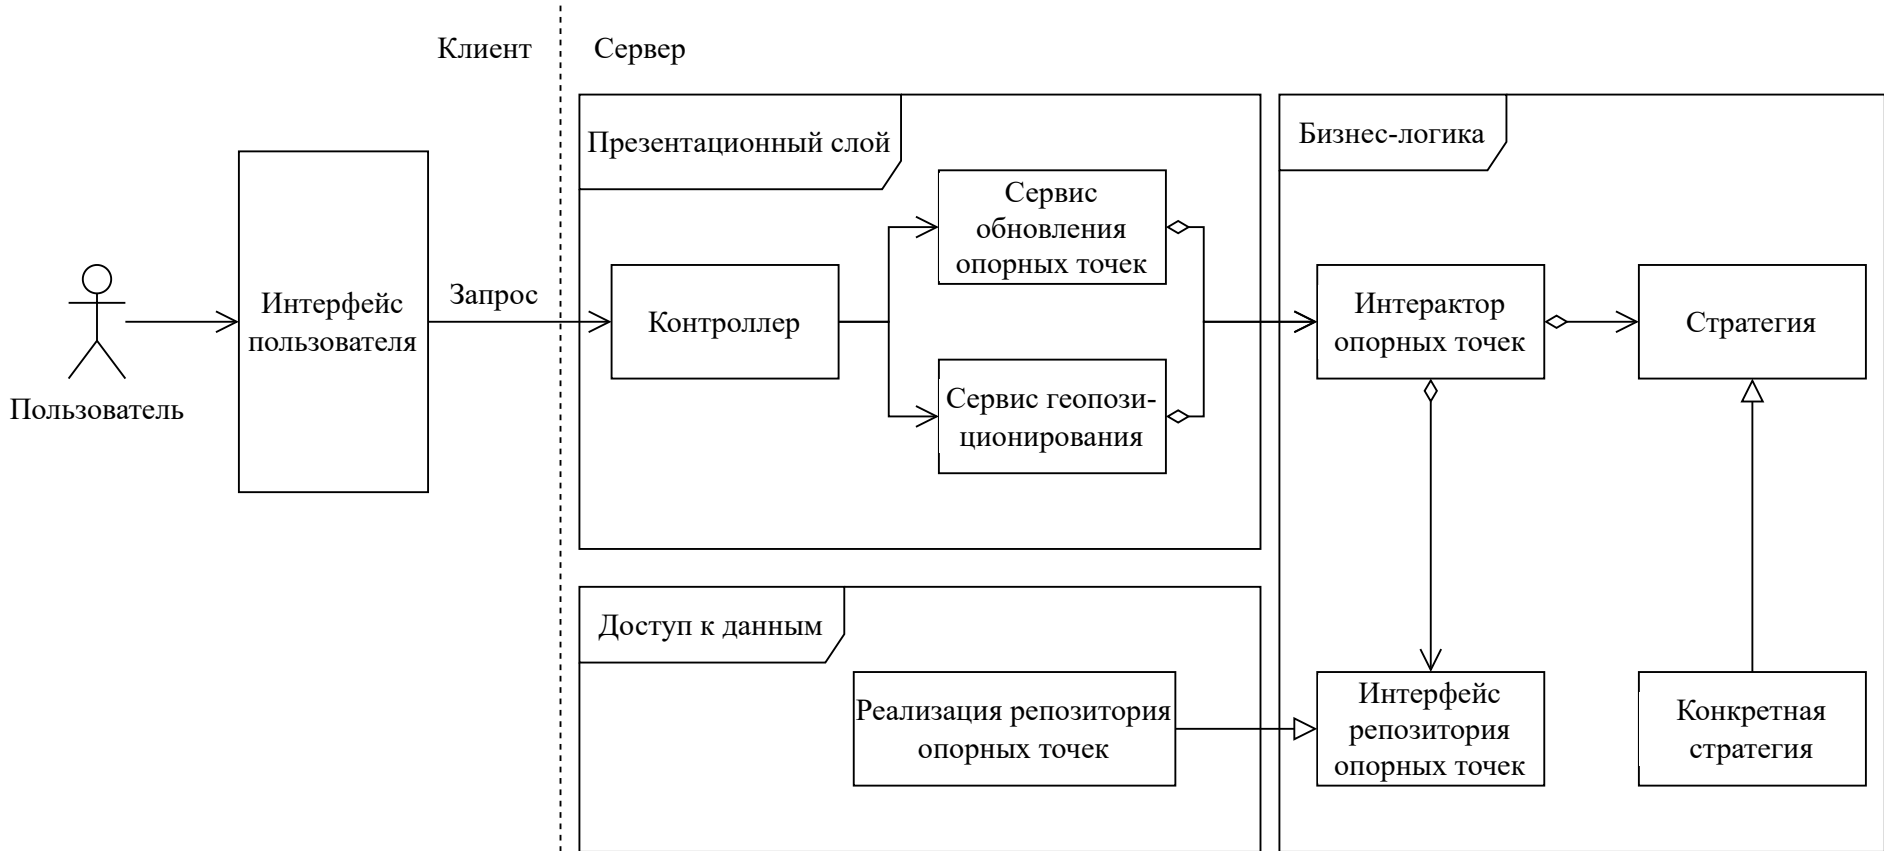 Клиент
Сервер
Презентационный слой
Бизнес-логика
Сервис
обновления
опорных точек
Интерфейс
пользователя
Запрос
Контроллер
Интерактор
опорных точек
Стратегия
Пользователь
Сервис геопози-
ционирования
Доступ к данным
Реализация репозитория
опорных точек
Интерфейс
репозитория
опорных точек
Конкретная
стратегия